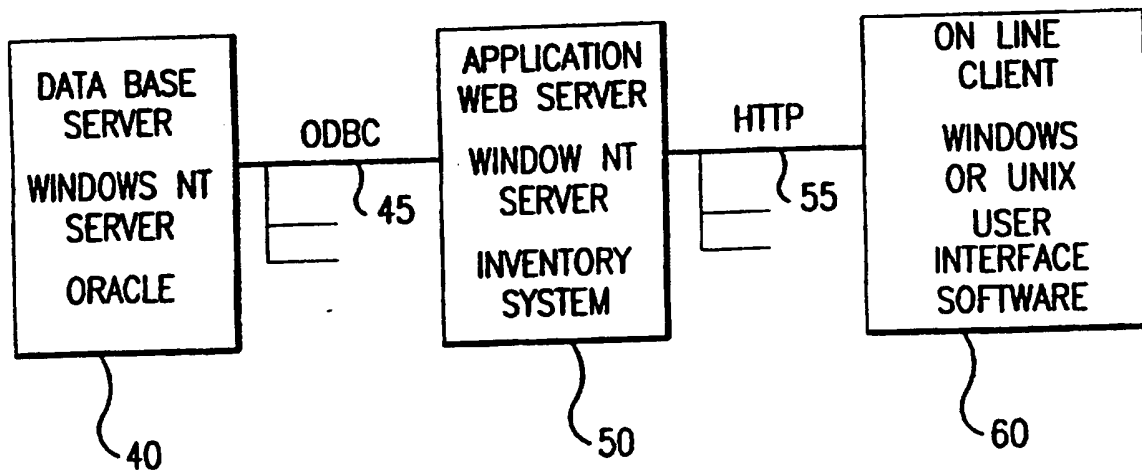 DATA BASE
SERVER
WINDOWS NT
SERVER
ORACLE
40
ODBC
45
APPLICATION
WEB SERVER
WINDOW NT
SERVER
INVENTORY
SYSTEM
50
HTTP
55
ON LINE
CLIENT
WINDOWS
OR UNIX
USER
INTERFACE
SOFTWARE
60